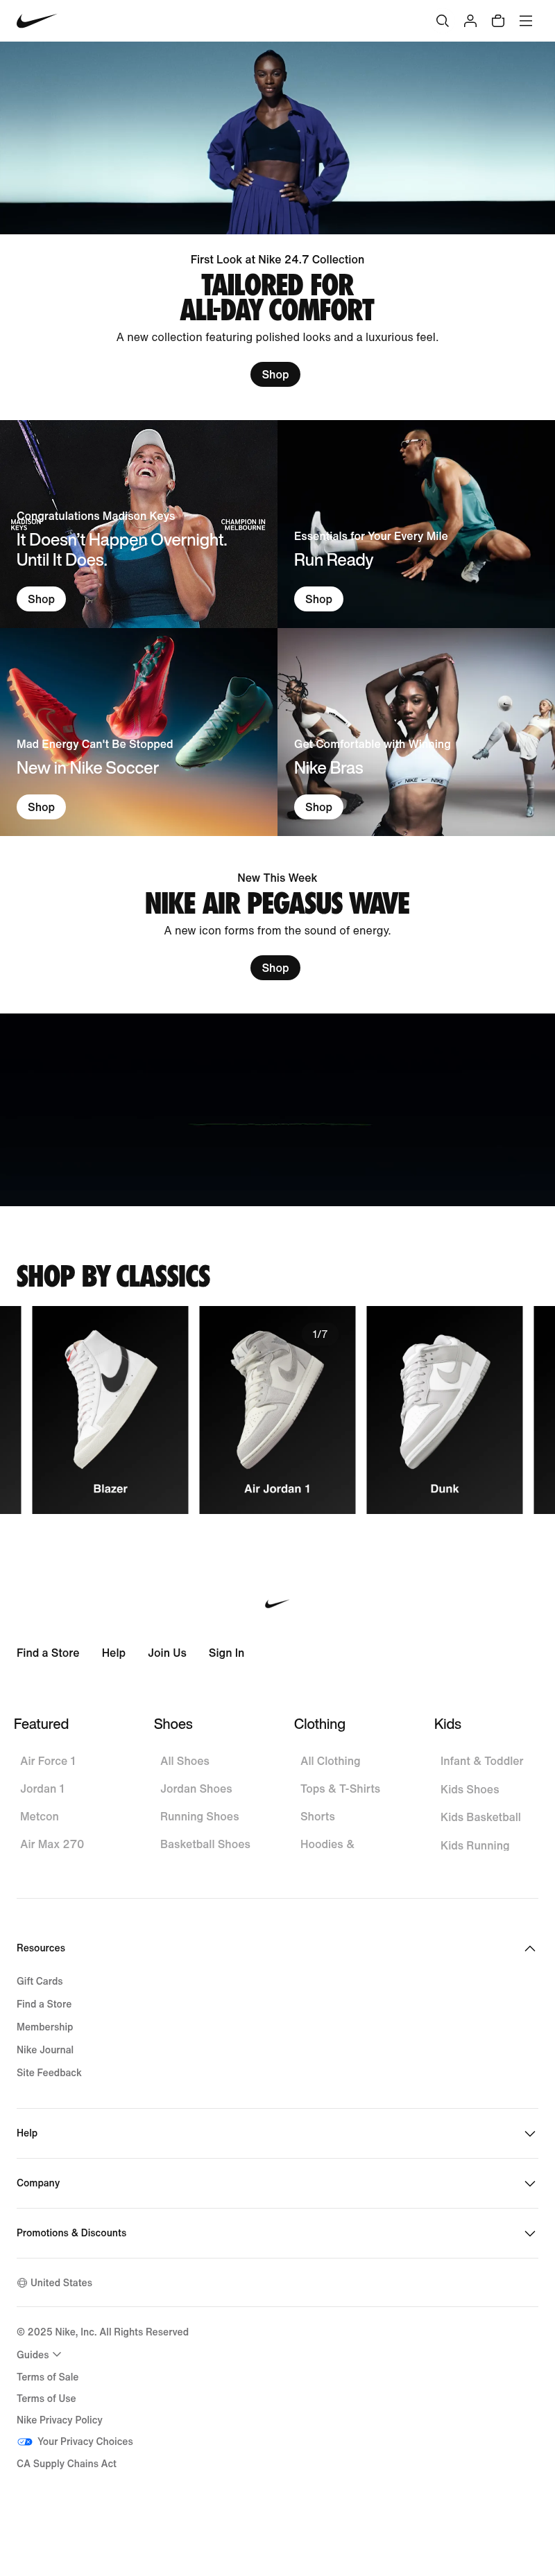 First Look at Nike 24.7 Collection
TAILORED FOR
ALL-DAY COMFORT
A new collection featuring polished looks and a luxurious feel.
Shop
MADISON
KEYS
CHAMPION IN
MELBOURNE
Congratulations Madison Keys
It Doesn't Happen Overnight.
Until It Does.
Shop
Essentials for Your Every Mile
Run Ready
Shop
Mad Energy Can't Be Stopped
New in Nike Soccer
Shop
Get Comfortable with Winning
Nike Bras
NIKE
NIKE
Shop
New This Week
NIKE AIR PEGASUS WAVE
A new icon forms from the sound of energy.
Shop
SHOP BY CLASSICS
1/7
Blazer
Air Jordan 1
Dunk
Find a Store
Help
Join Us
Sign In
Featured
Air Force 1
Jordan 1
Metcon
Air Max 270
Shoes
All Shoes
Jordan Shoes
Running Shoes
Basketball Shoes
Clothing
All Clothing
Tops & T-Shirts
Shorts
Hoodies &
Kids
Infant & Toddler
Kids Shoes
Kids Basketball
Kids Running
Resources
Gift Cards
Find a Store
Membership
Nike Journal
Site Feedback
Help
Company
Promotions & Discounts
United States
© 2025 Nike, Inc. All Rights Reserved
Guides
Terms of Sale
Terms of Use
Nike Privacy Policy
Your Privacy Choices
CA Supply Chains Act